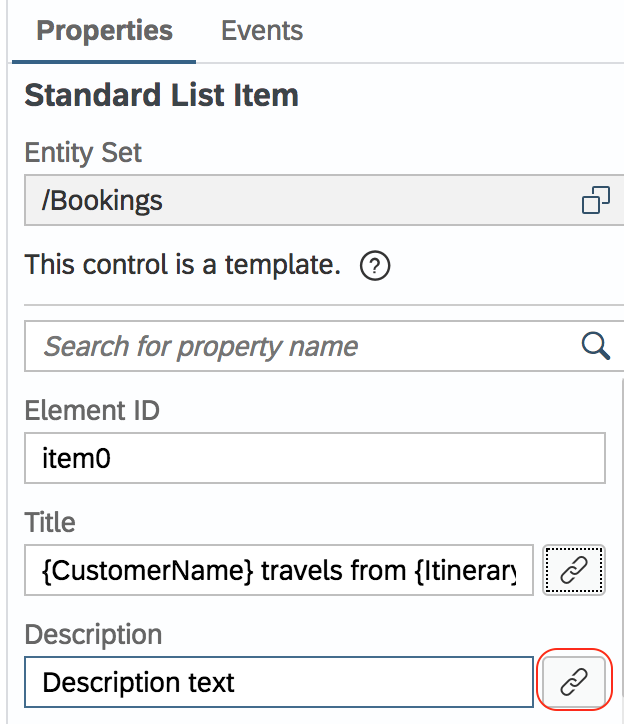 Properties Events
Standard List Item
Entity Set
/Bookings
This control is a template. ?
Search for property name
Element ID
item0
Title
{CustomerName} travels from {Itinerary
Description
Description text